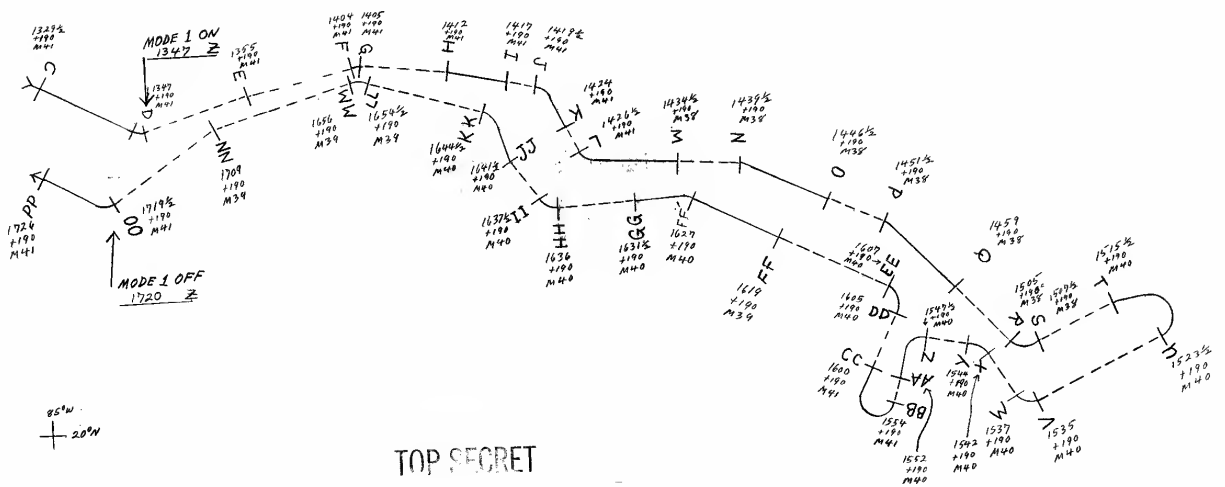 1329½
+190
M41
C
MODE 1 ON
1347 Z
1347
+190
M41
D
1355
+190
M41
E
1404
+190
M41
F
1405
+190
M41
G
1412
+190
M41
H
1417
+190
M41
I
1419½
+190
M41
J
1424
+190
M41
K
1426½
+190
M41
L
1434½
+190
M38
M
1439½
+190
M38
N
1446½
+190
M38
O
1451½
+190
M38
P
1459
+190
M38
Q
1505
+190
M38
R
1509½
+190
M38
S
1515½
+190
M40
T
1523½
+190
M40
U
1535
+190
M40
V
1537
+190
M40
W
1542
+190
M40
X
1544
+190
M40
Y
1547½
+190
M40
Z
1552
+190
M40
AA
1554
+190
M41
BB
1600
+190
M41
CC
1605
+190
M40
DD
1607
+190
M40
EE
1619
+190
M39
FF
1627
+190
M40
FF
1631½
+190
M40
GG
1636
+190
M40
HH
1637½
+190
M40
II
1641½
+190
M40
JJ
1644½
+190
M40
KK
1654½
+190
M39
LL
1656
+190
M39
MM
1709
+190
M39
NN
1719½
+190
M41
OO
MODE 1 OFF
1720 Z
1726
+190
M41
PP
85°W
20°N
TOP SECRET